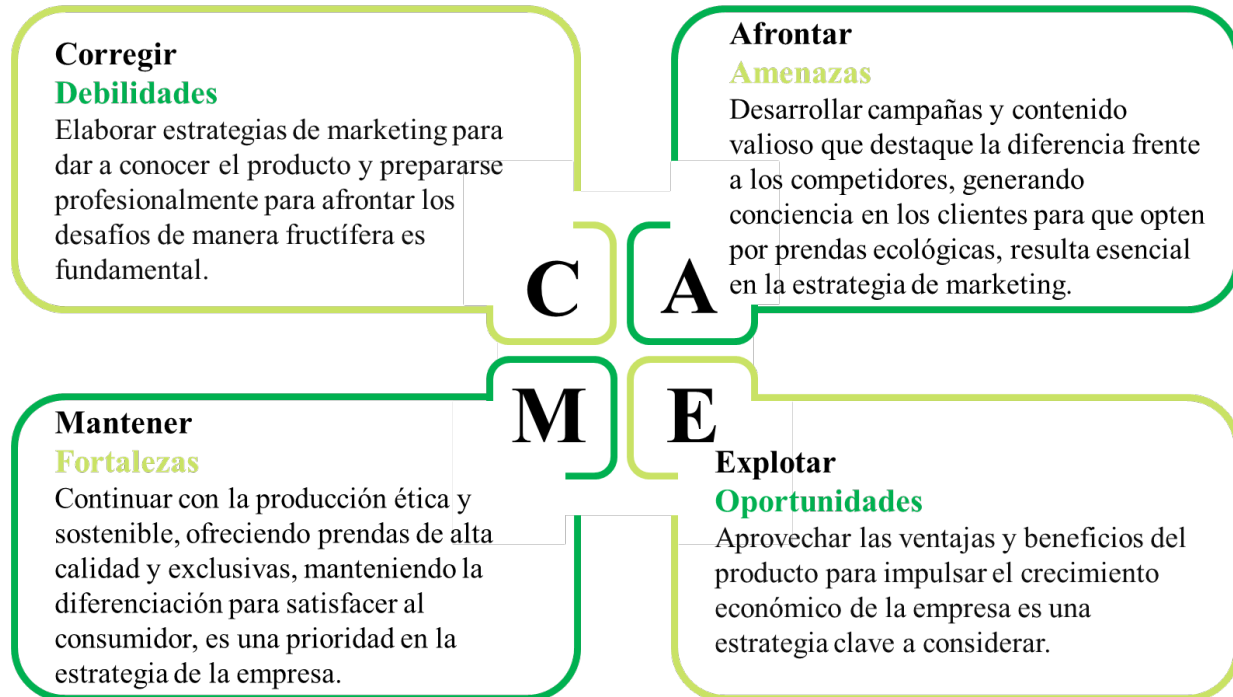 Corregir
Debilidades
Elaborar estrategias de marketing para
dar a conocer el producto y prepararse
profesionalmente para afrontar los
desafíos de manera fructífera es
fundamental.
Afrontar
Amenazas
Desarrollar campañas y contenido
valioso que destaque la diferencia frente
a los competidores, generando
conciencia en los clientes para que opten
por prendas ecológicas, resulta esencial
en la estrategia de marketing.
C
A
M
E
Mantener
Fortalezas
Continuar con la producción ética y
sostenible, ofreciendo prendas de alta
calidad y exclusivas, manteniendo la
diferenciación para satisfacer al
consumidor, es una prioridad en la
estrategia de la empresa.
Explotar
Oportunidades
Aprovechar las ventajas y beneficios del
producto para impulsar el crecimiento
económico de la empresa es una
estrategia clave a considerar.